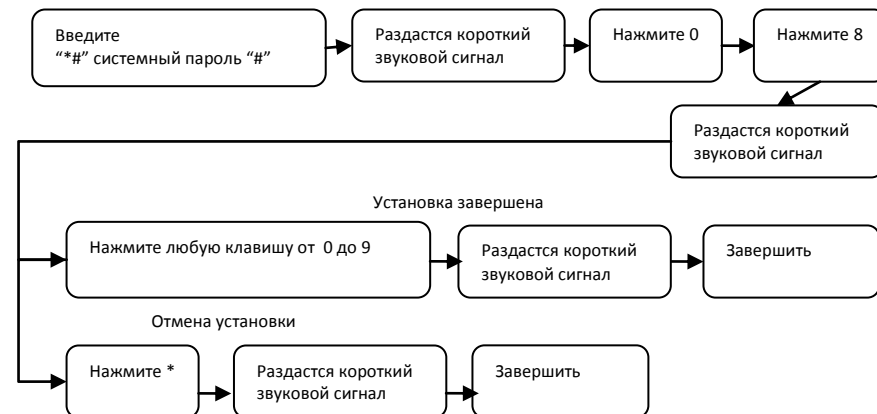 Введите
“*#” системный пароль “#”
Раздастся короткий
звуковой сигнал
Нажмите 0
Нажмите 8
Раздастся короткий
звуковой сигнал
Установка завершена
Нажмите любую клавишу от 0 до 9
Раздастся короткий
звуковой сигнал
Завершить
Отмена установки
Нажмите *
Раздастся короткий
звуковой сигнал
Завершить